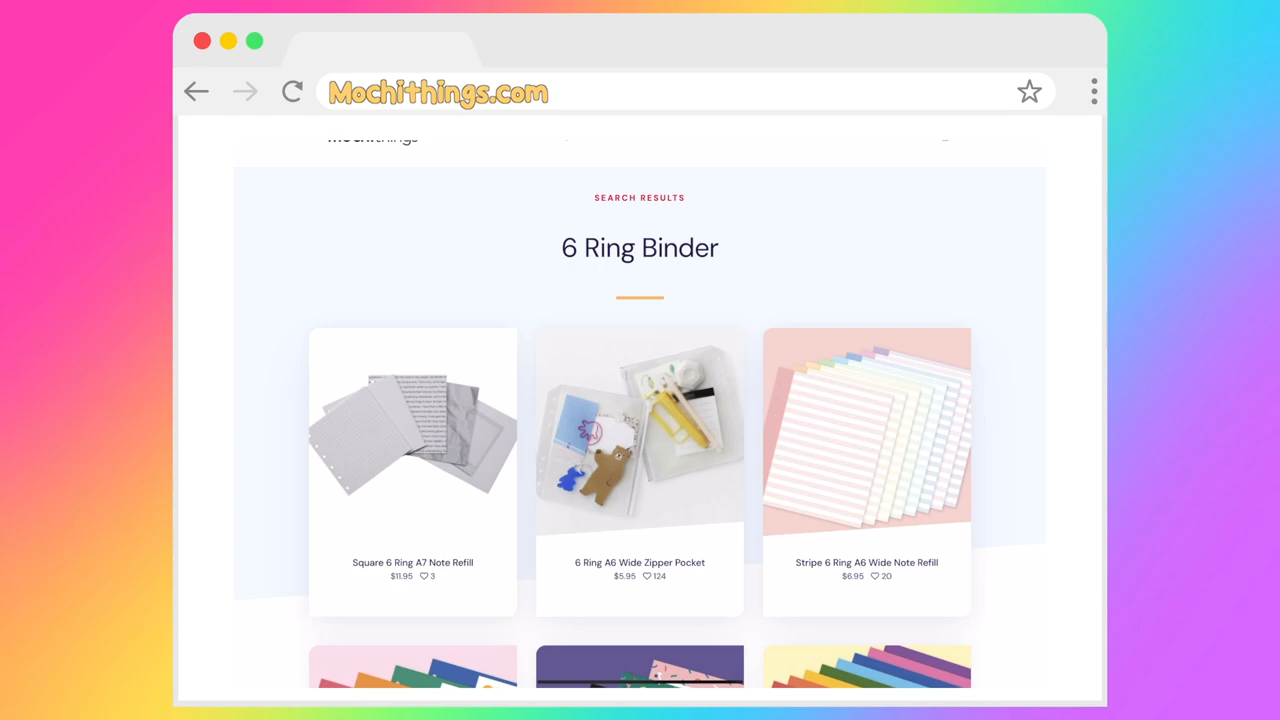 Mochithings.com
SEARCH RESULTS
6 Ring Binder
Square 6 Ring A7 Note Refill
$11.95 3
6 Ring A6 Wide Zipper Pocket
$5.95 124
Stripe 6 Ring A6 Wide Note Refill
$6.95 20